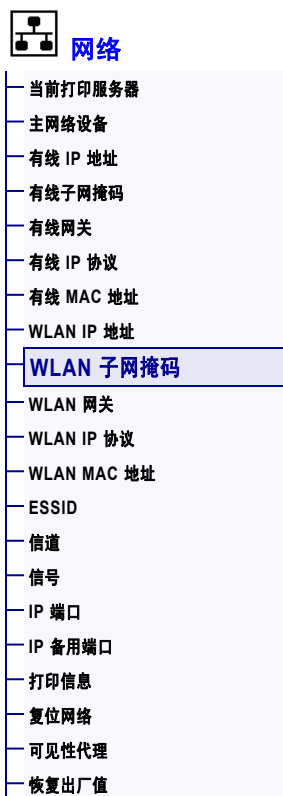 网络
当前打印服务器
主网络设备
有线 IP 地址
有线子网掩码
有线网关
有线 IP 协议
有线 MAC 地址
WLAN IP 地址
WLAN 子网掩码
WLAN 网关
WLAN IP 协议
WLAN MAC 地址
ESSID
信道
信号
IP 端口
IP 备用端口
打印信息
复位网络
可见性代理
恢复出厂值